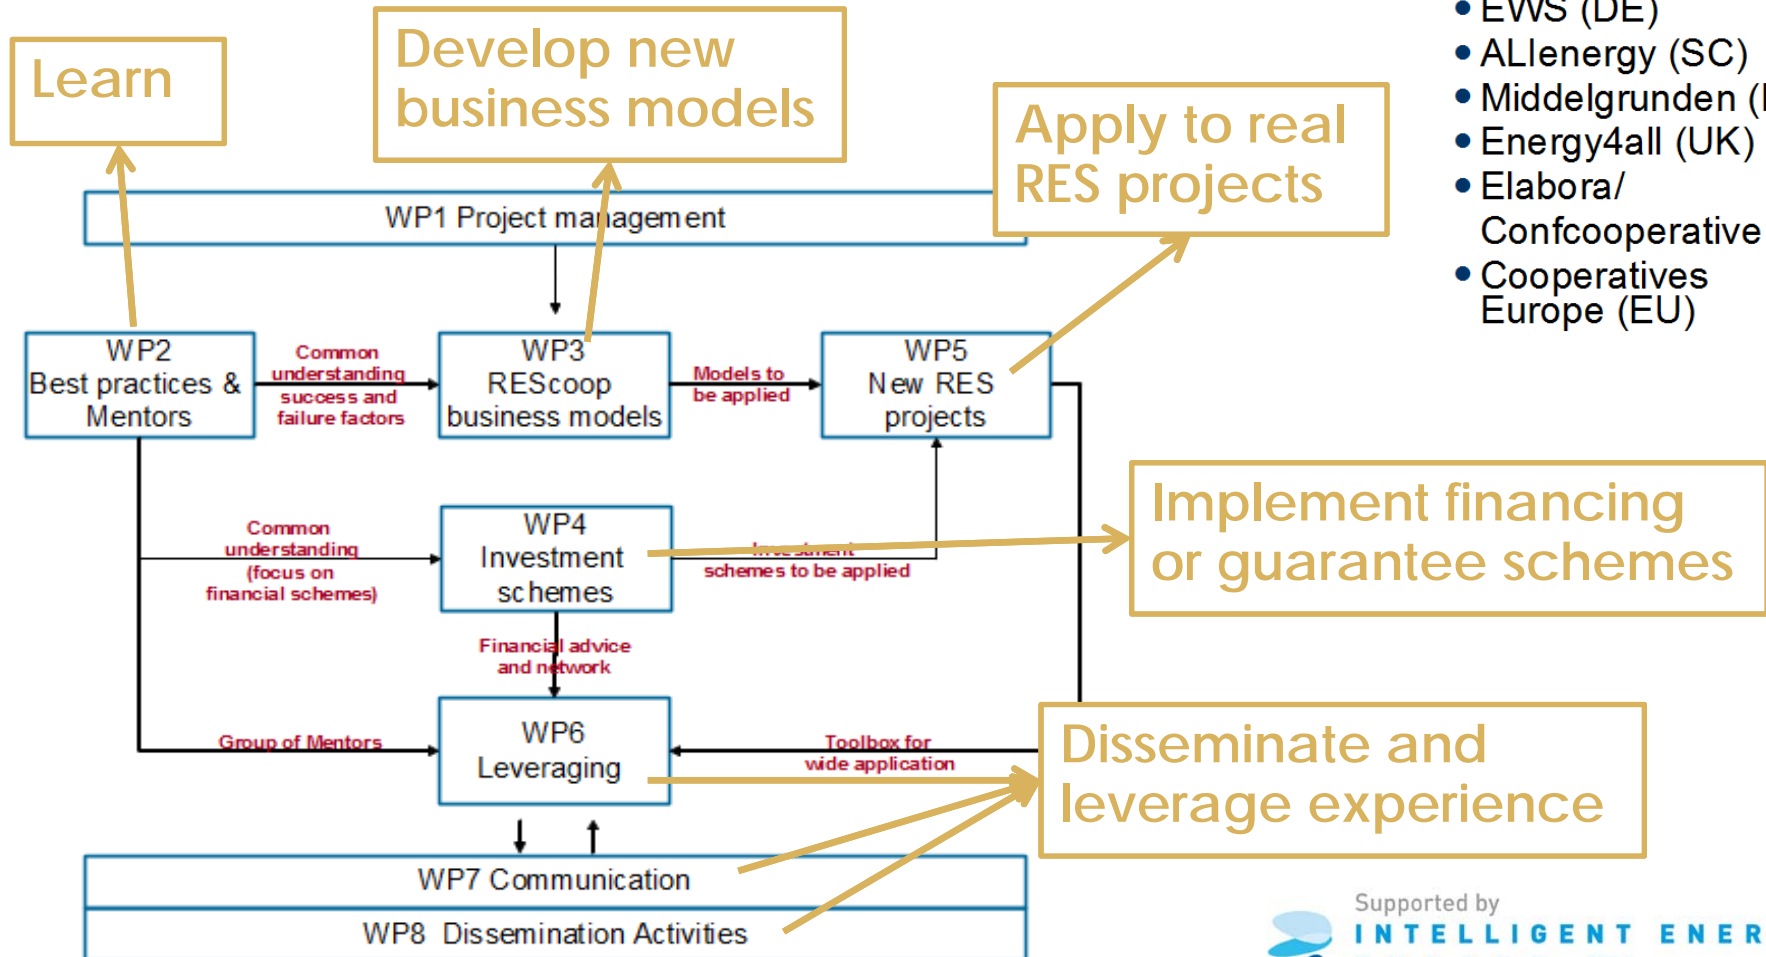 Learn
Develop new
business models
Apply to real
RES projects
• EWS (DE)
• ALIenergy (SC)
• Middelgrunden (
• Energy4all (UK)
• Elabora/
Confcooperative
• Cooperatives
Europe (EU)
WP1 Project management
WP2
Best practices &
Mentors
Common
understanding
success and
failure factors
WP3
REScoop
business models
Models to
be applied
WP5
New RES
projects
Common
understanding
(focus on
financial schemes)
WP4
Investment
schemes
Investment
schemes to be applied
Implement financing
or guarantee schemes
Financial advice
and network
Group of Mentors
WP6
Leveraging
Toolbox for
wide application
Disseminate and
leverage experience
WP7 Communication
WP8 Dissemination Activities
Supported by
INTELLIGENT ENER